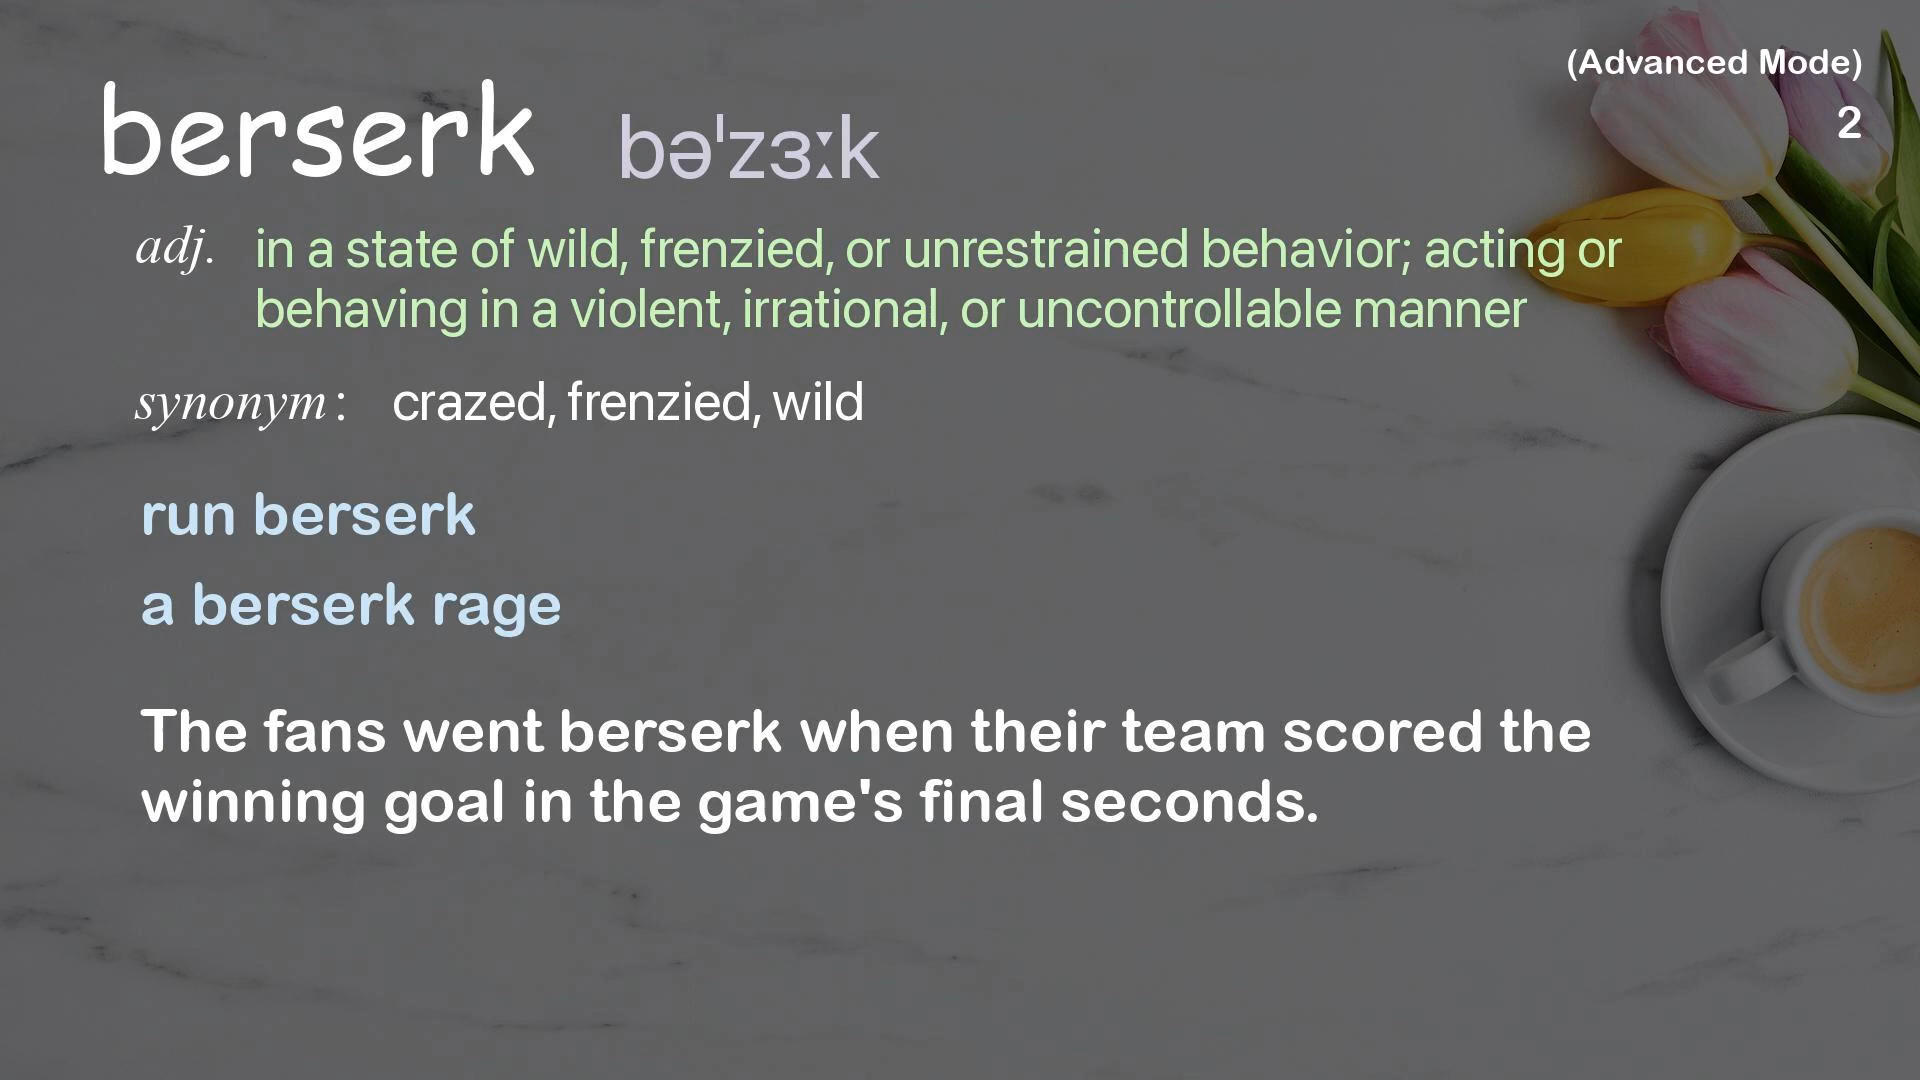 (Advanced Mode)
2
berserk bəˈzɜːk
adj. in a state of wild, frenzied, or unrestrained behavior; acting or
behaving in a violent, irrational, or uncontrollable manner
synonym: crazed, frenzied, wild
run berserk
a berserk rage
The fans went berserk when their team scored the
winning goal in the game's final seconds.